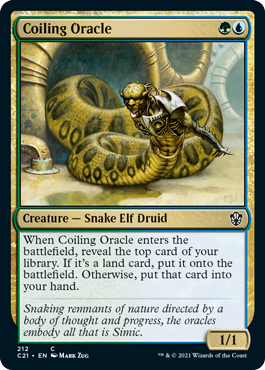 Coiling Oracle
Creature — Snake Elf Druid
When Coiling Oracle enters the
battlefield, reveal the top card of your
library. If it's a land card, put it onto the
battlefield. Otherwise, put that card into
your hand.
Snaking remnants of nature directed by a
body of thought and progress, the oracles
embody all that is Simic.
1/1
212 C
C21 • EN Mark Zug
™ & © 2021 Wizards of the Coast